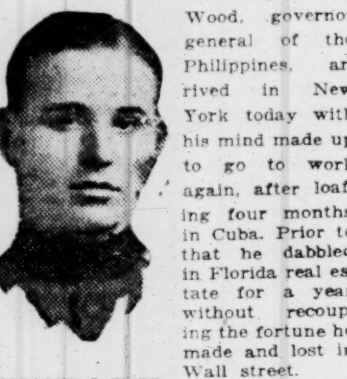 Wood, governor
general of the
Philippines, ar
rived in New
York today with
his mind made up
to go to work
again, after loaf
ing four months
in Cuba. Prior to
that he dabbled
in Florida real es
tate for a year
without recoup
ing the fortune he
made and lost in
Wall street.